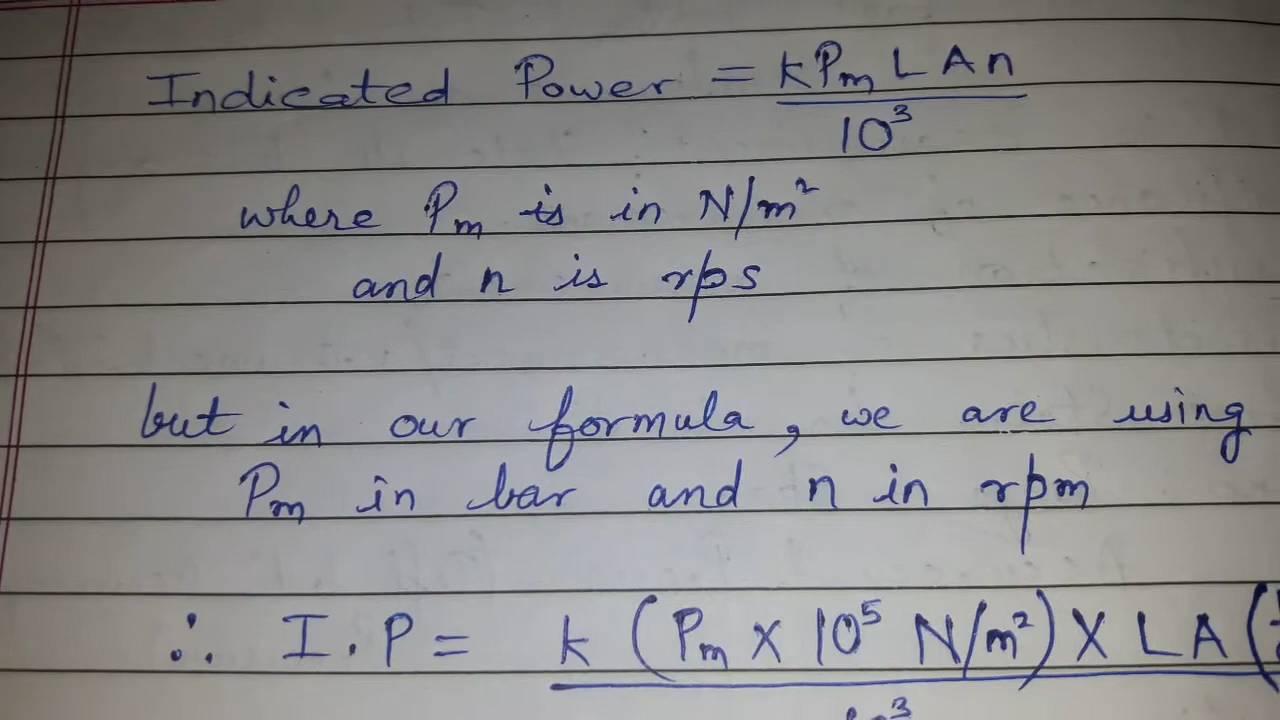 Indicated Power = kPm L A n
10³
where Pm is in N/m²
and n is rps
but in our formula, we are using
Pm in bar and n in rpm
∴ I.P = k (Pm X 10⁵ N/m²) X L A (